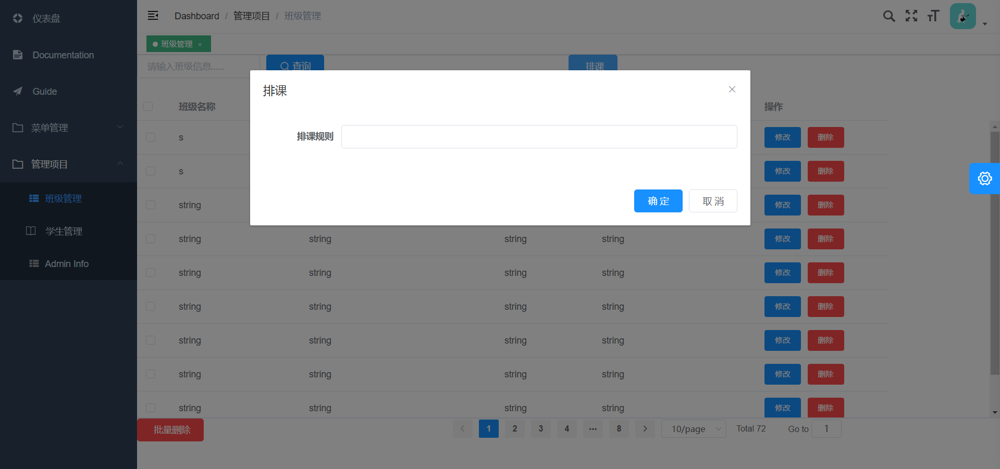 仪表盘
Documentation
Guide
菜单管理
管理项目
班级管理
学生管理
Admin Info
Dashboard / 管理项目 / 班级管理
班级管理 ×
请输入班级信息...... 查询 排课
排课
排课规则
确 定 取 消
班级名称 操作
s 修改 删除
s 修改 删除
string 修改 删除
string string string string 修改 删除
string string string string 修改 删除
string string string string 修改 删除
string string string string 修改 删除
string string string string 修改 删除
string string string string 修改 删除
批量删除 1 2 3 4 ••• 8 10/page Total 72 Go to 1